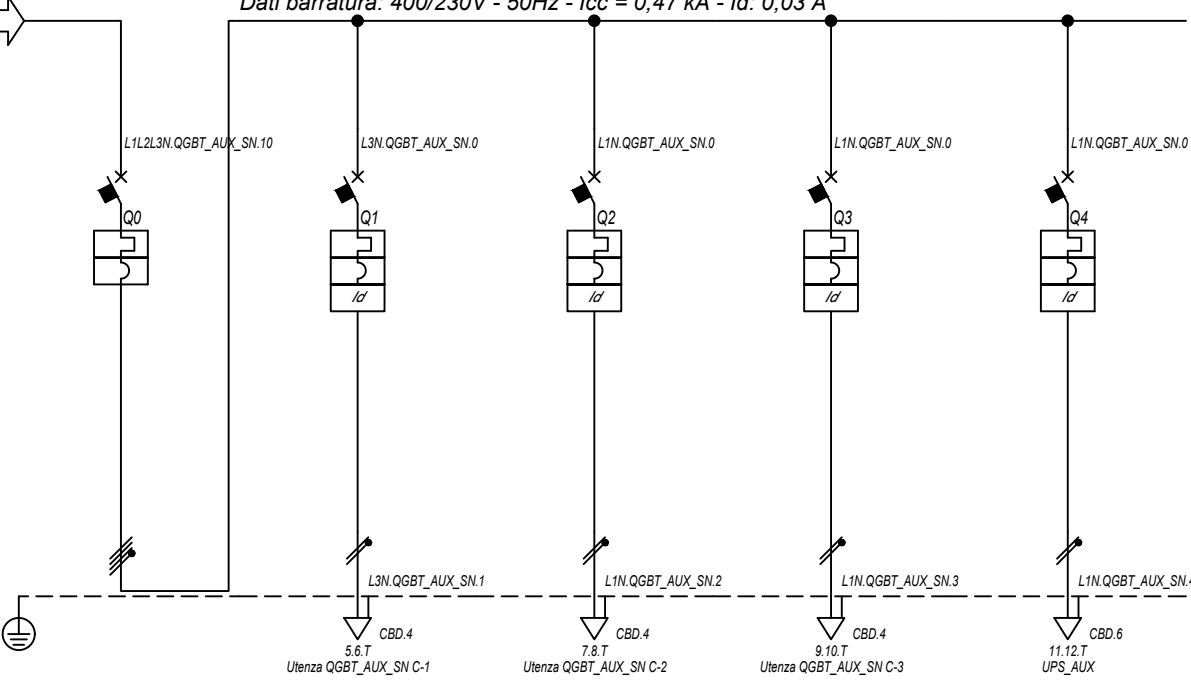 Dati barratura: 400/230V - 50Hz - Icc = 0,47 kA - Id: 0,03 A
L1L2L3N.QGBT_AUX_SN.10
L3N.QGBT_AUX_SN.0
L1N.QGBT_AUX_SN.0
L1N.QGBT_AUX_SN.0
L1N.QGBT_AUX_SN.0
Q0
Q1
Q2
Q3
Q4
Id
Id
Id
Id
L3N.QGBT_AUX_SN.1
L1N.QGBT_AUX_SN.2
L1N.QGBT_AUX_SN.3
L1N.QGBT_AUX_SN.4
CBD.4
CBD.4
CBD.4
CBD.6
5.6.T
Utenza QGBT_AUX_SN C-1
7.8.T
Utenza QGBT_AUX_SN C-2
9.10.T
Utenza QGBT_AUX_SN C-3
11.12.T
UPS_AUX